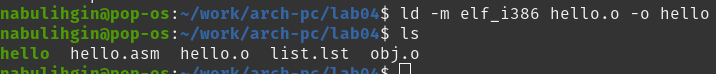 nabulihgin@pop-os:~/work/arch-pc/lab04$ ld -m elf_i386 hello.o -o hello
nabulihgin@pop-os:~/work/arch-pc/lab04$ ls
hello  hello.asm  hello.o  list.lst  obj.o
nabulihgin@pop-os:~/work/arch-pc/lab04$